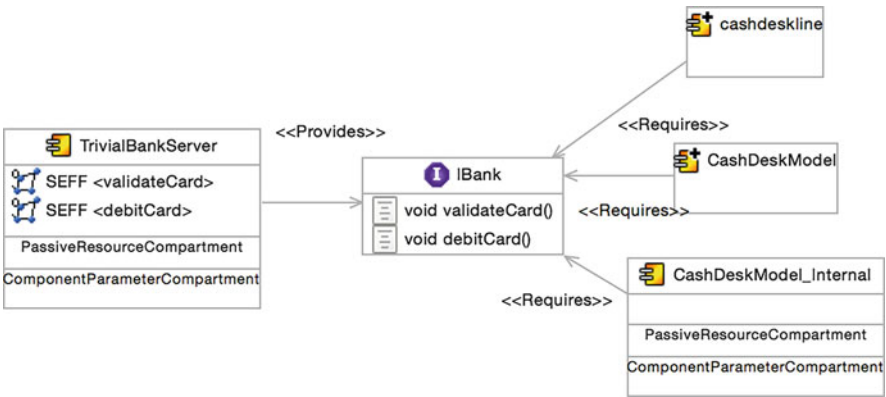 cashdeskline
<<Requires>>
<<Provides>>
TrivialBankServer
SEFF <validateCard>
SEFF <debitCard>
PassiveResourceCompartment
ComponentParameterCompartment
I IBank
void validateCard()
void debitCard()
CashDeskModel
<<Requires>>
CashDeskModel_Internal
<<Requires>>
PassiveResourceCompartment
ComponentParameterCompartment